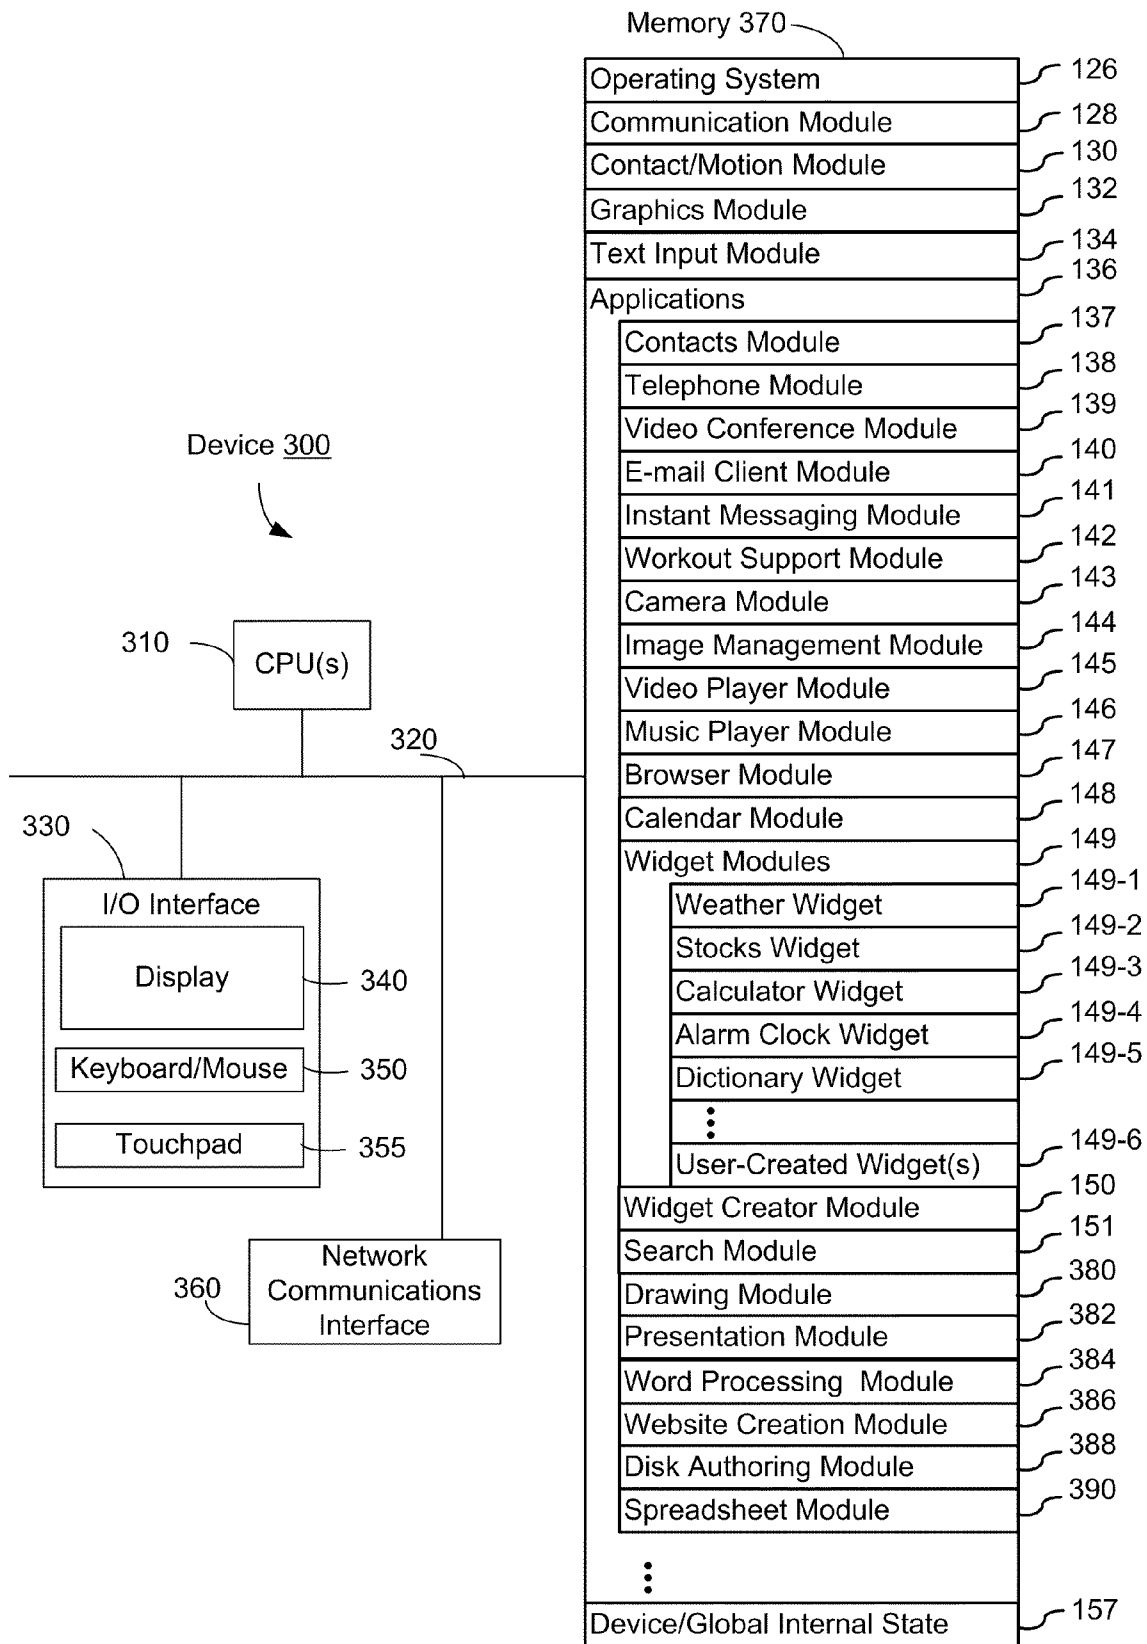 Memory 370
Operating System 126
Communication Module 128
Contact/Motion Module 130
Graphics Module 132
Text Input Module 134
Applications 136
Contacts Module 137
Telephone Module 138
Video Conference Module 139
E-mail Client Module 140
Instant Messaging Module 141
Workout Support Module 142
Camera Module 143
Image Management Module 144
Video Player Module 145
Music Player Module 146
Browser Module 147
Calendar Module 148
Widget Modules 149
Weather Widget 149-1
Stocks Widget 149-2
Calculator Widget 149-3
Alarm Clock Widget 149-4
Dictionary Widget 149-5
User-Created Widget(s) 149-6
Widget Creator Module 150
Search Module 151
Drawing Module 380
Presentation Module 382
Word Processing Module 384
Website Creation Module 386
Disk Authoring Module 388
Spreadsheet Module 390
Device/Global Internal State 157
Device 300
310
CPU(s)
320
330
I/O Interface
Display 340
Keyboard/Mouse 350
Touchpad 355
360
Network
Communications
Interface